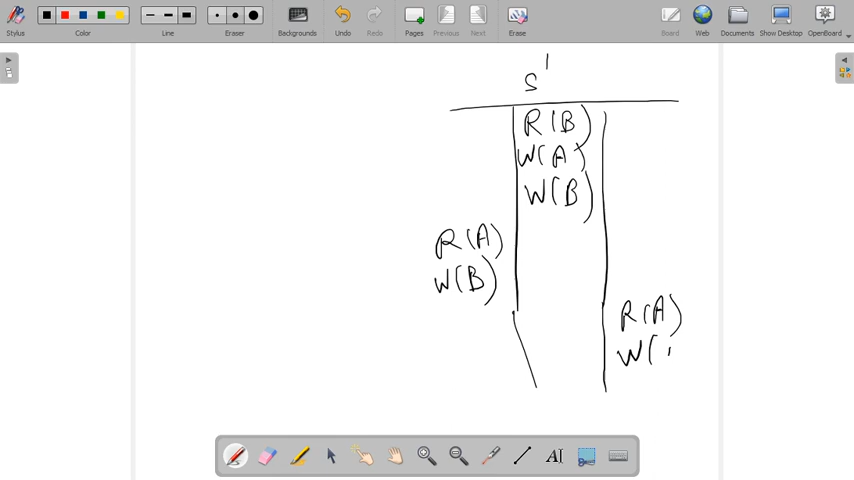 Stylus
Color
Line
Eraser
Backgrounds
Undo
Redo
Pages
Previous
Next
Erase
Board
Web
Documents
Show Desktop
OpenBoard
S'
R(B)
W(A)
W(B)
R(A)
W(B)
R(A)
W(